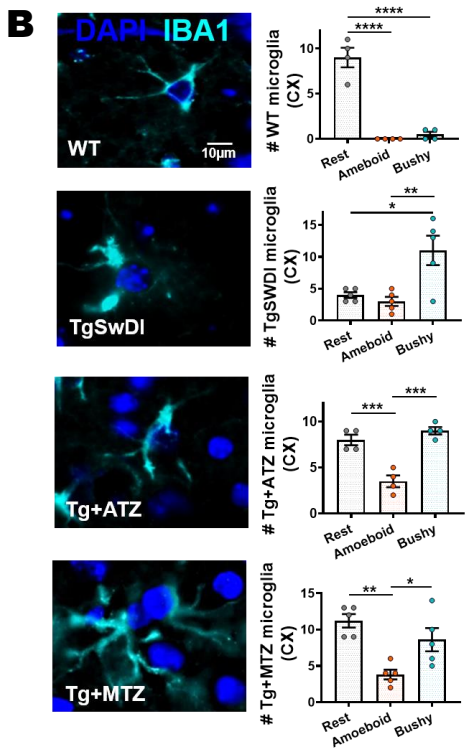 B
DAPI IBA1
WT
10µm
# WT microglia
(CX)
10
5
0
****
****
Rest
Ameboid
Bushy
TgSwDI
# TgSWDI microglia
(CX)
15
10
5
0
**
*
Rest
Ameboid
Bushy
Tg+ATZ
# Tg+ATZ microglia
(CX)
10
5
0
***
***
Rest
Amoeboid
Bushy
Tg+MTZ
# Tg+MTZ microglia
(CX)
15
10
5
0
**
*
Rest
Amoeboid
Bushy